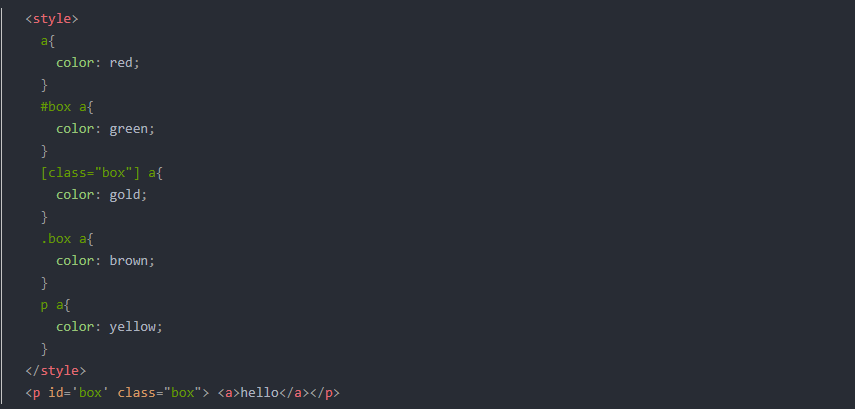 <style>
a{
color: red;
}
#box a{
color: green;
}
[class="box"] a{
color: gold;
}
.box a{
color: brown;
}
p a{
color: yellow;
}
</style>
<p id='box' class="box"> <a>hello</a></p>